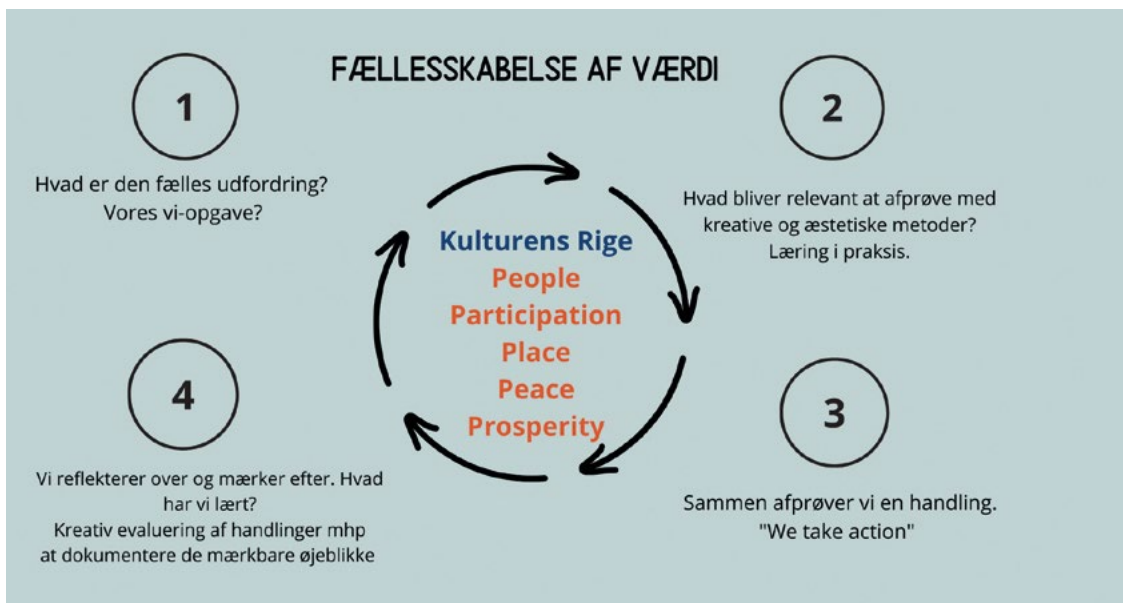 FÆLLESSKABELSE AF VÆRDI
1
Hvad er den fælles udfordring?
Vores vi-opgave?
2
Hvad bliver relevant at afprøve med
kreative og æstetiske metoder?
Læring i praksis.
Kulturens Rige
People
Participation
Place
Peace
Prosperity
3
Sammen afprøver vi en handling.
"We take action"
4
Vi reflekterer over og mærker efter. Hvad
har vi lært?
Kreativ evaluering af handlinger mhp
at dokumentere de mærkbare øjeblikke